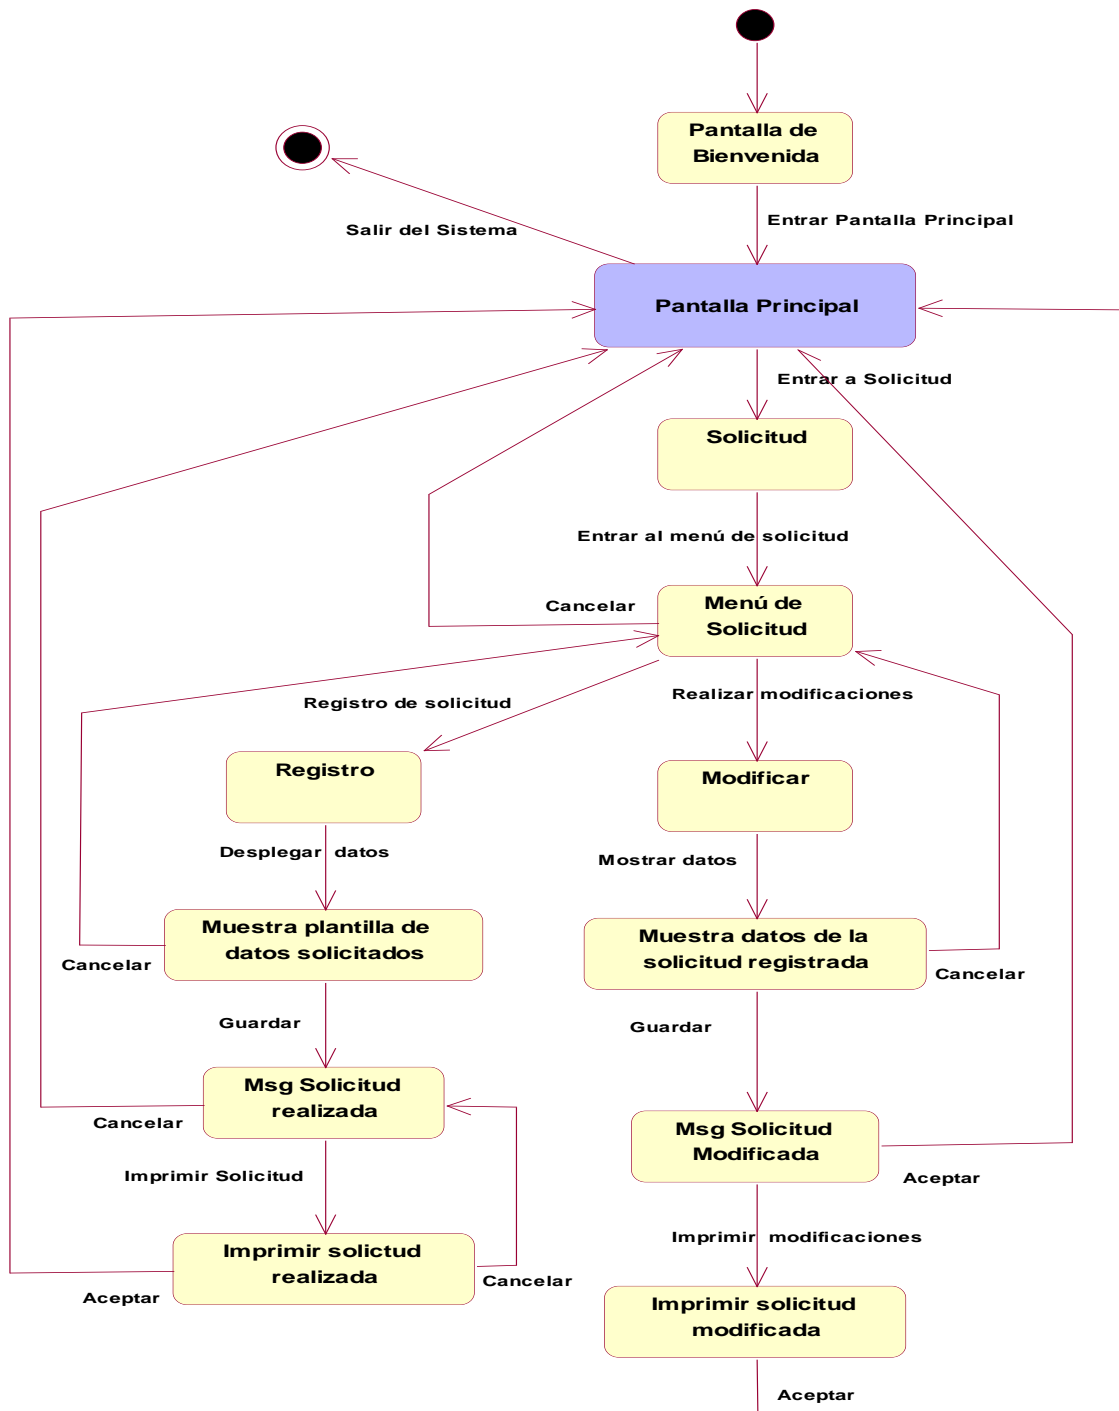 Pantalla de
Bienvenida
Entrar Pantalla Principal
Salir del Sistema
Pantalla Principal
Entrar a Solicitud
Solicitud
Entrar al menú de solicitud
Cancelar
Menú de
Solicitud
Registro de solicitud
Realizar modificaciones
Registro
Modificar
Desplegar datos
Mostrar datos
Muestra plantilla de
datos solicitados
Cancelar
Muestra datos de la
solicitud registrada
Cancelar
Guardar
Guardar
Msg Solicitud
realizada
Cancelar
Msg Solicitud
Modificada
Aceptar
Imprimir Solicitud
Imprimir modificaciones
Imprimir solictud
realizada
Cancelar
Aceptar
Imprimir solicitud
modificada
Aceptar